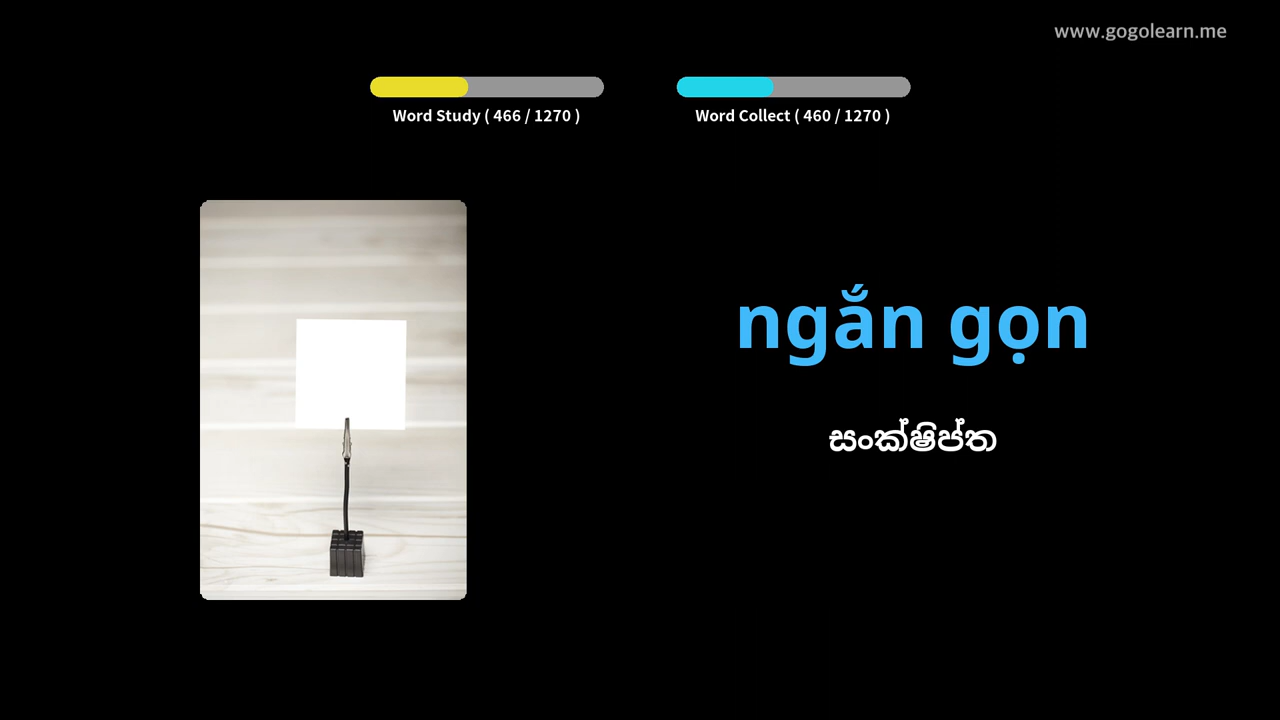 www.gogolearn.me
Word Study ( 466 / 1270 )
Word Collect ( 460 / 1270 )
ngắn gọn
සංක්ෂිප්ත